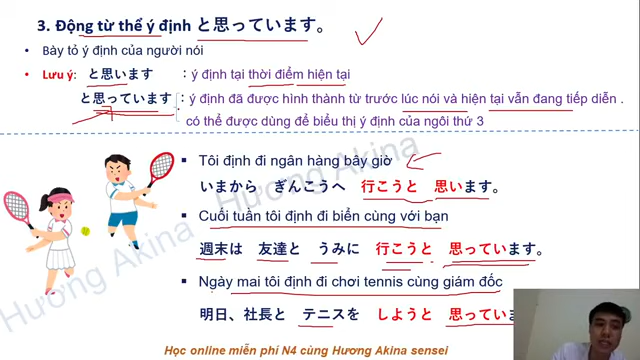 3. Động từ thể ý định と思っています。
• Bày tỏ ý định của người nói
• Lưu ý: と思います : ý định tại thời điểm hiện tại
と思っています : ý định đã được hình thành từ trước lúc nói và hiện tại vẫn đang tiếp diễn .
có thể được dùng để biểu thị ý định của ngôi thứ 3
▪ Tôi định đi ngân hàng bây giờ
いまから ぎんこうへ 行こうと 思います。
▪ Cuối tuần tôi định đi biển cùng với bạn
週末は 友達と うみに 行こうと 思っています。
▪ Ngày mai tôi định đi chơi tennis cùng giám đốc
明日、社長と テニスを しようと 思ってい
Học online miễn phí N4 cùng Hương Akina sensei
Hương Akina
Hương Akina